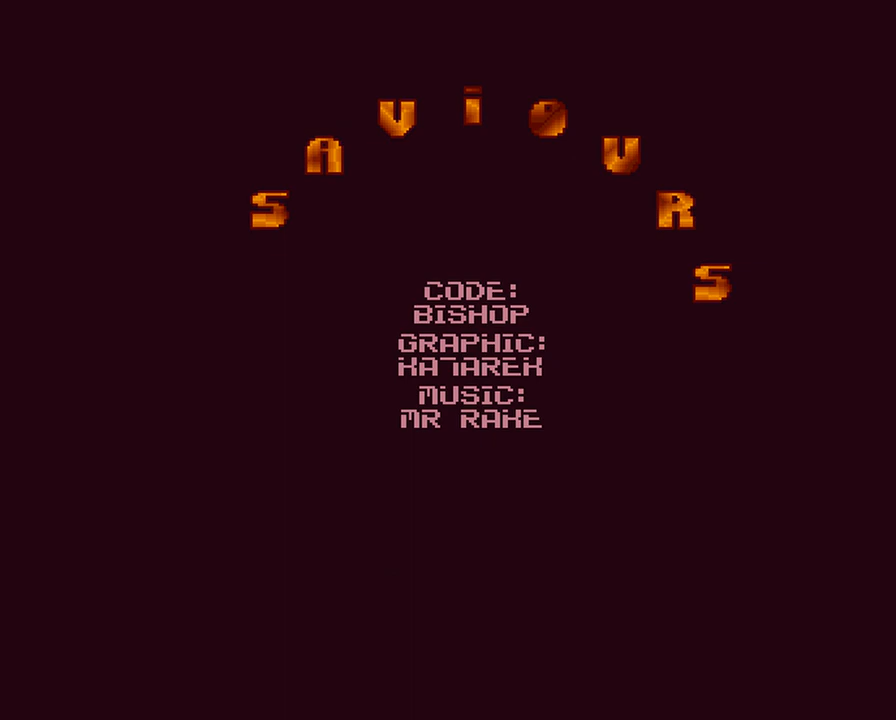 SAViOURS
CODE:
BISHOP
GRAPHIC:
KATAREK
MUSIC:
MR RAKE